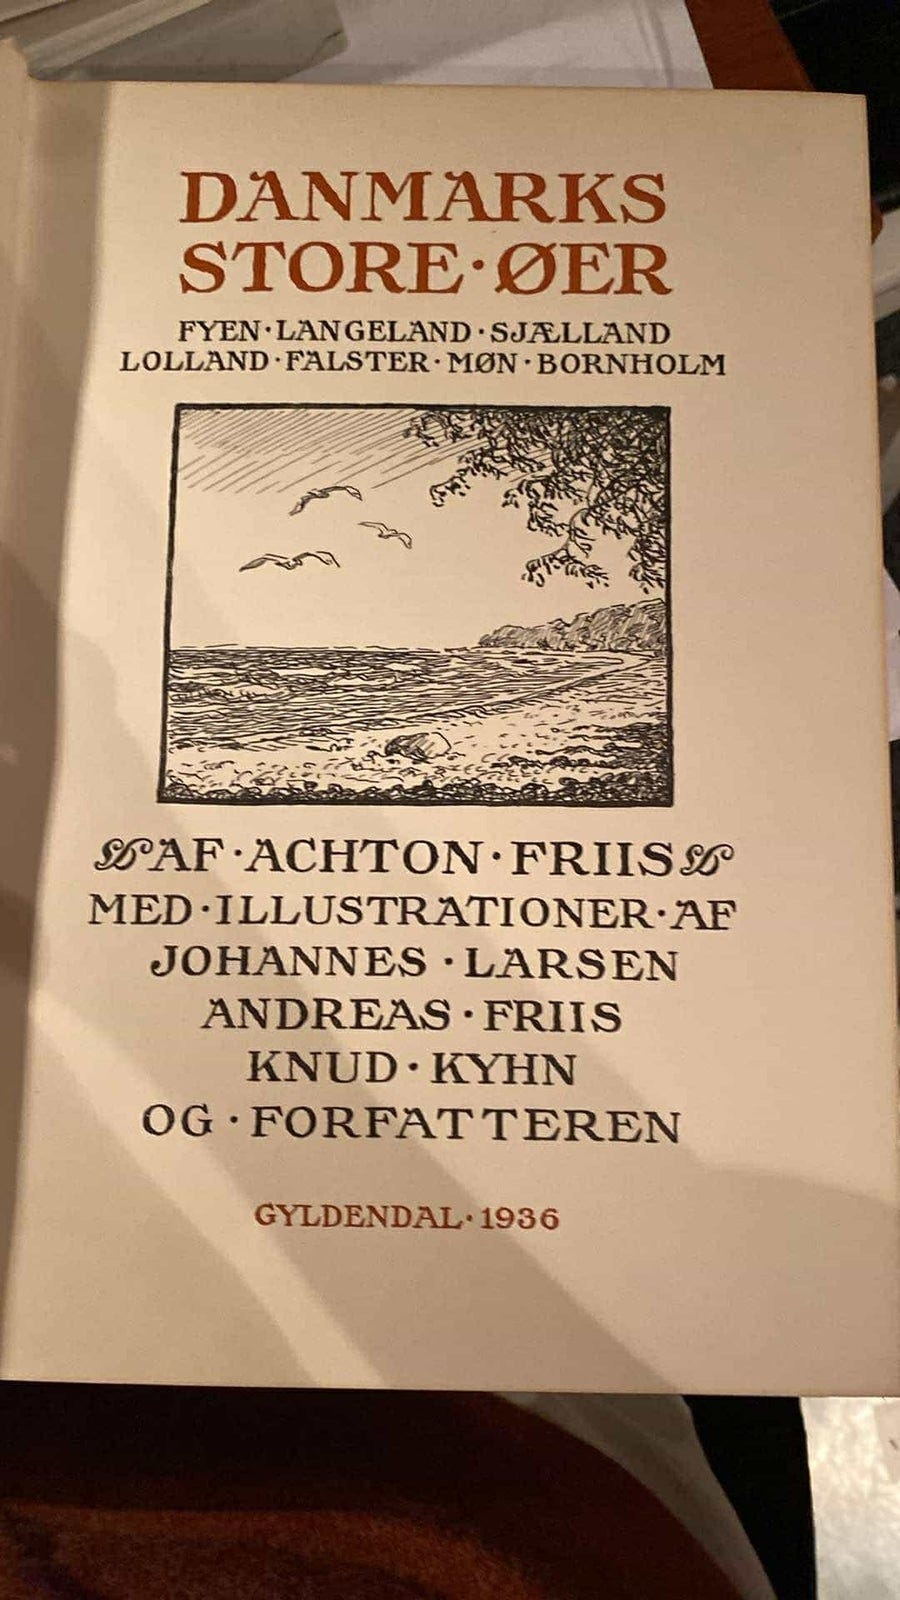 DANMARKS
STORE·ØER
FYEN·LANGELAND·SJÆLLAND
LOLLAND·FALSTER·MØN·BORNHOLM
AF·ACHTON·FRIIS
MED·ILLUSTRATIONER·AF
JOHANNES·LARSEN
ANDREAS·FRIIS
KNUD·KYHN
OG·FORFATTEREN
GYLDENDAL·1936